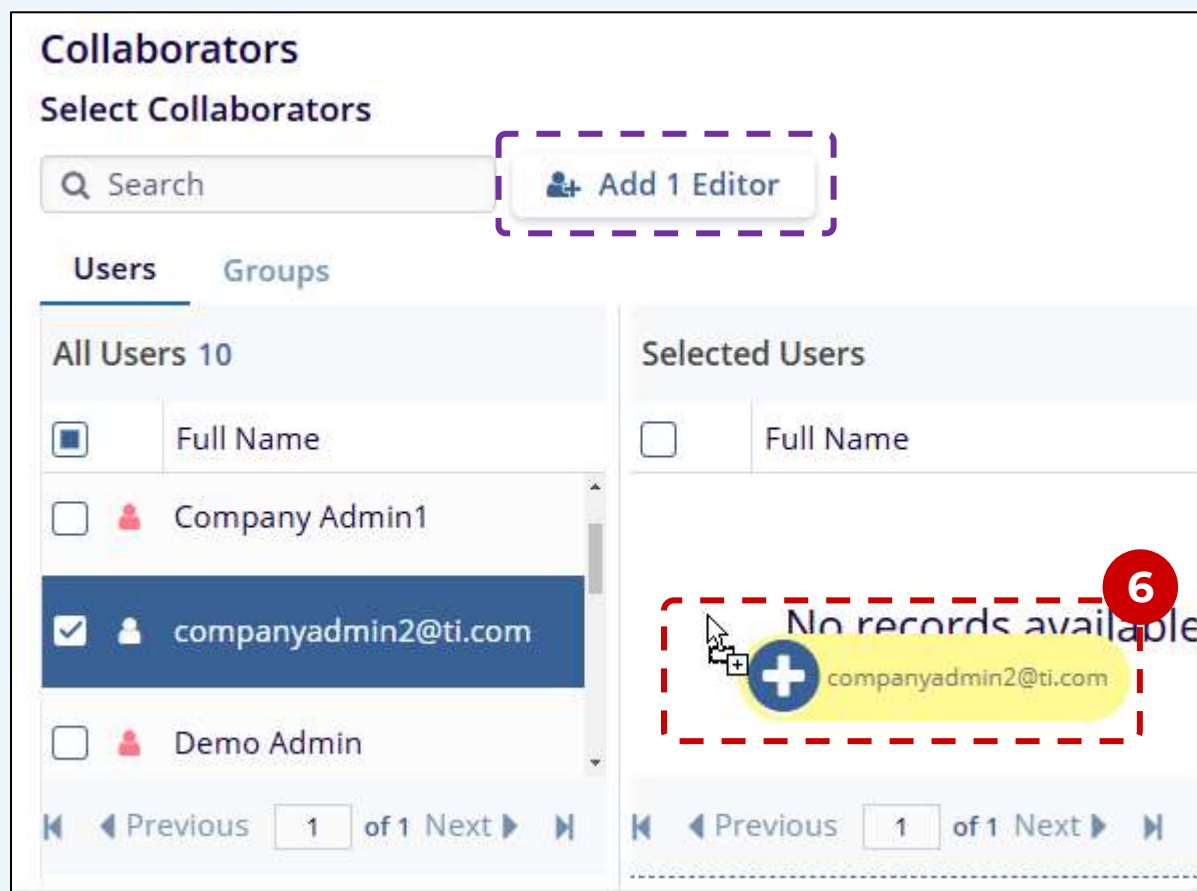 Collaborators
Select Collaborators
Search
Add 1 Editor
Users Groups
All Users 10
Selected Users
Full Name
Full Name
Company Admin1
companyadmin2@ti.com
Demo Admin
6
No records available
companyadmin2@ti.com
Previous 1 of 1 Next
Previous 1 of 1 Next